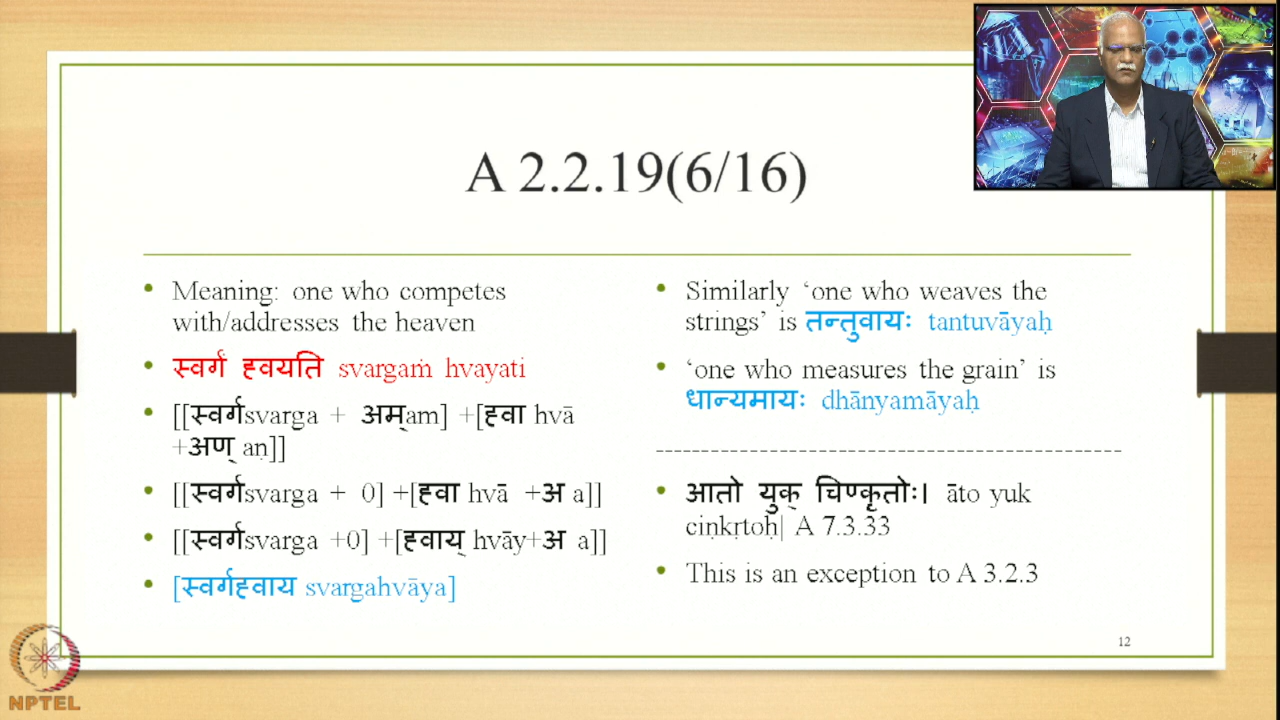 A 2.2.19(6/16)
• Meaning: one who competes
with/addresses the heaven
• स्वर्गं ह्वयति svargaṁ hvayati
• [[स्वर्गsvarga + अम्am] +[ह्वा hvā
+अण् aṇ]]
• [[स्वर्गsvarga + 0] +[ह्वा hvā +अ a]]
• [[स्वर्गsvarga +0] +[ह्वाय् hvāy+अ a]]
• [स्वर्गह्वाय svargahvāya]
• Similarly ‘one who weaves the
strings’ is तन्तुवायः tantuvāyaḥ
• ‘one who measures the grain’ is
धान्यमायः dhānyamāyaḥ
------------------------------------------------
• आतो युक् चिण्कृतोः। āto yuk
ciṇkṛtoḥ| A 7.3.33
• This is an exception to A 3.2.3
12
NPTEL